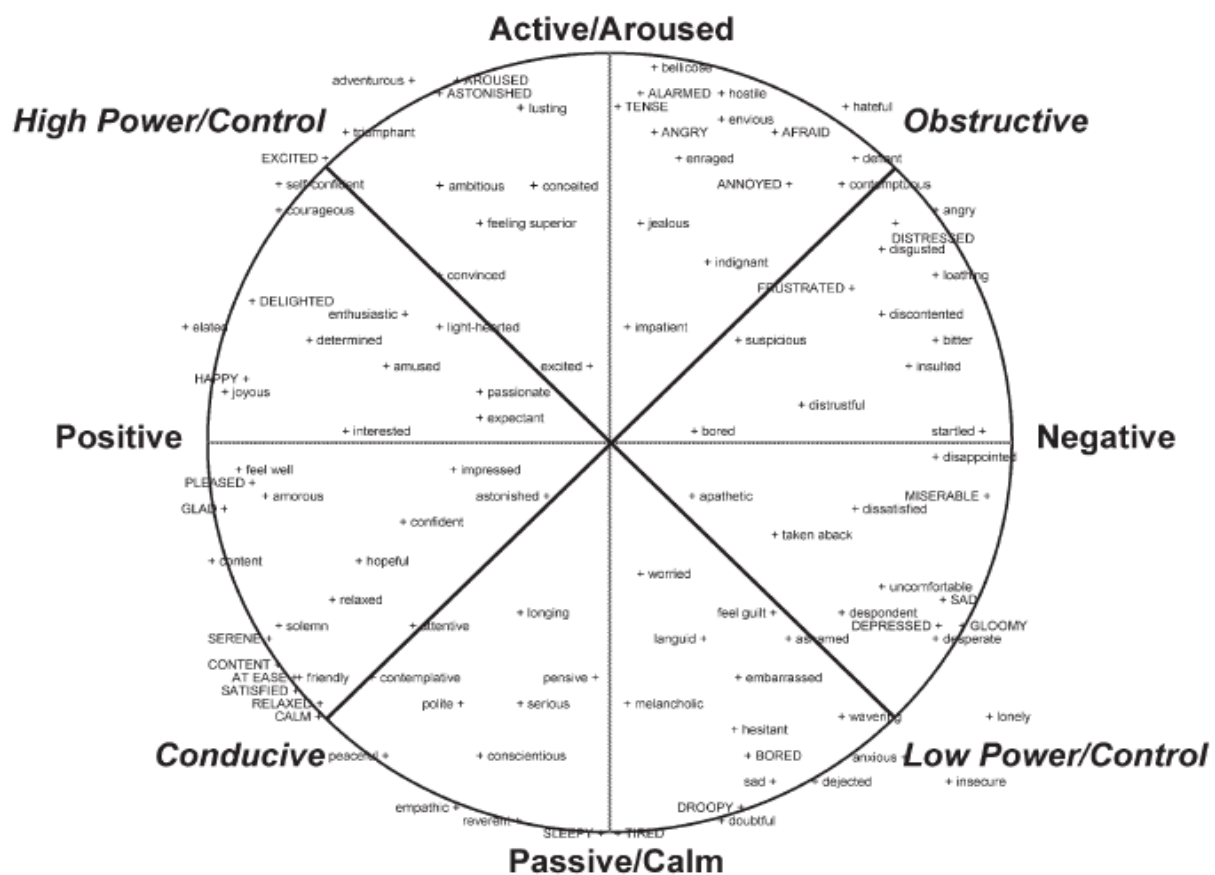 Active/Aroused
+ bellicose
adventurous +
+ AROUSED
+ ASTONISHED
+ ALARMED
+ hostile
+ lusting
+ TENSE
+ hateful
High Power/Control
+ envious
Obstructive
+ triumphant
+ ANGRY
+ AFRAID
EXCITED +
+ enraged
+ defiant
+ self-confident
+ ambitious
+ conceited
ANNOYED +
+ contemptuous
+ courageous
+ angry
+ feeling superior
+ jealous
+
DISTRESSED
+ disgusted
+ indignant
+ convinced
+ loathing
FRUSTRATED +
+ DELIGHTED
enthusiastic +
+ discontented
+ elated
+ light-hearted
+ impatient
+ determined
+ suspicious
+ bitter
+ amused
excited +
+ insulted
HAPPY +
+ joyous
+ passionate
+ distrustful
+ expectant
Positive
+ interested
+ bored
startled +
Negative
+ disappointed
+ feel well
+ impressed
PLEASED +
+ amorous
astonished +
+ apathetic
MISERABLE +
GLAD +
+ dissatisfied
+ confident
+ taken aback
+ content
+ hopeful
+ worried
+ uncomfortable
+ relaxed
+ SAD
+ longing
feel guilt +
+ despondent
+ solemn
+ attentive
DEPRESSED +
+ GLOOMY
SERENE +
languid +
+ ashamed
+ desperate
CONTENT +
AT EASE +
+ friendly
+ contemplative
pensive +
+ embarrassed
SATISFIED +
RELAXED +
polite +
+ serious
+ melancholic
CALM +
+ wavering
+ lonely
+ hesitant
Conducive
peaceful +
+ conscientious
+ BORED
anxious +
Low Power/Control
sad +
+ dejected
+ insecure
empathic +
DROOPY +
reverent +
+ doubtful
SLEEPY +
+ TIRED
Passive/Calm